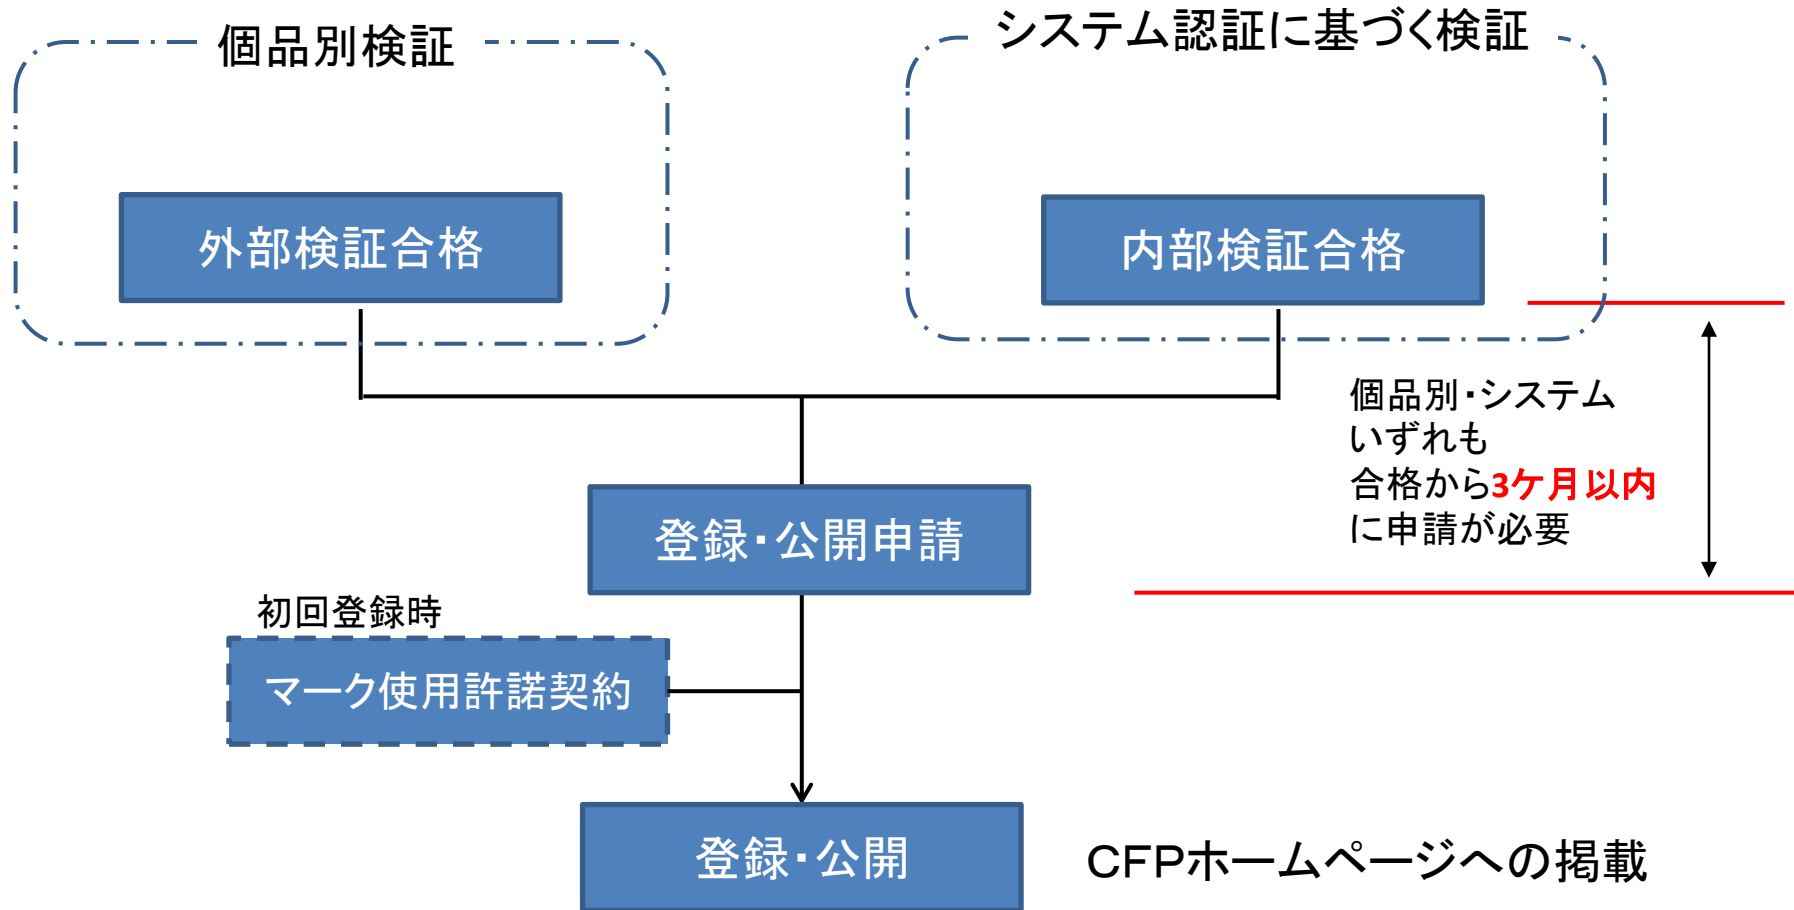 個品別検証
システム認証に基づく検証
外部検証合格
内部検証合格
個品別・システム
いずれも
合格から3ケ月以内
に申請が必要
登録・公開申請
初回登録時
マーク使用許諾契約
登録・公開
CFPホームページへの掲載